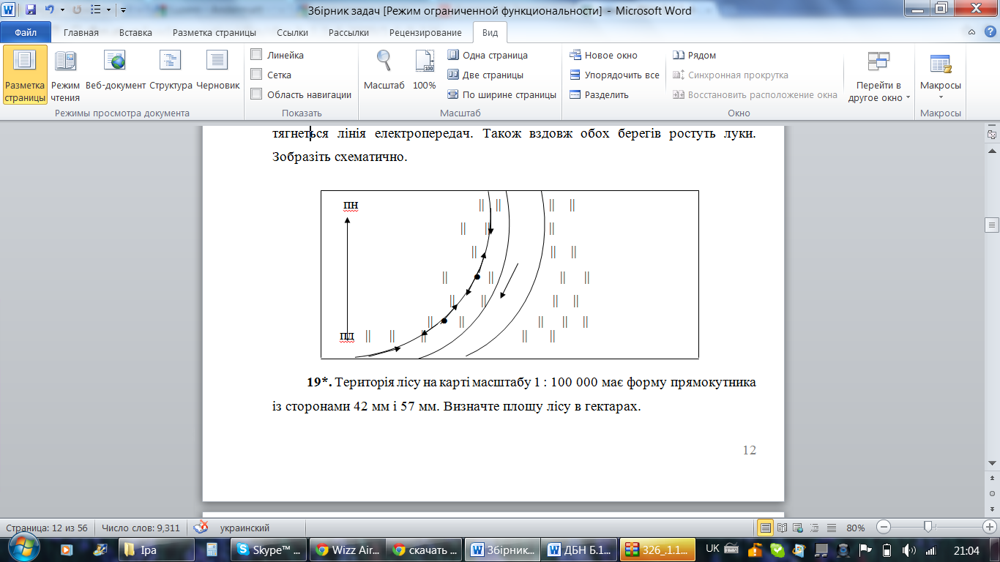 Збірник задач [Режим ограниченной функциональности] - Microsoft Word
Файл Главная Вставка Разметка страницы Ссылки Рассылки Рецензирование Вид
Разметка страницы
Режим чтения
Веб-документ
Структура
Черновик
Режимы просмотра документа
Линейка
Сетка
Область навигации
Показать
Масштаб
100
100%
Одна страница
Две страницы
По ширине страницы
Масштаб
Новое окно
Упорядочить все
Разделить
Рядом
Синхронная прокрутка
Восстановить расположение окна
Окно
Перейти в другое окно
Макросы
Макросы
тягнеться лінія електропередач. Також вздовж обох берегів ростуть луки.
Зобразіть схематично.
пн
пд
19*. Територія лісу на карті масштабу 1 : 100 000 має форму прямокутника
із сторонами 42 мм і 57 мм. Визначте площу лісу в гектарах.
12
Страница: 12 из 56 Число слов: 9,311 украинский 80%
Іра Skype™ ... Wizz Air... скачать ... Збірник... ДБН Б.1... 326_.1.1... UK 21:04